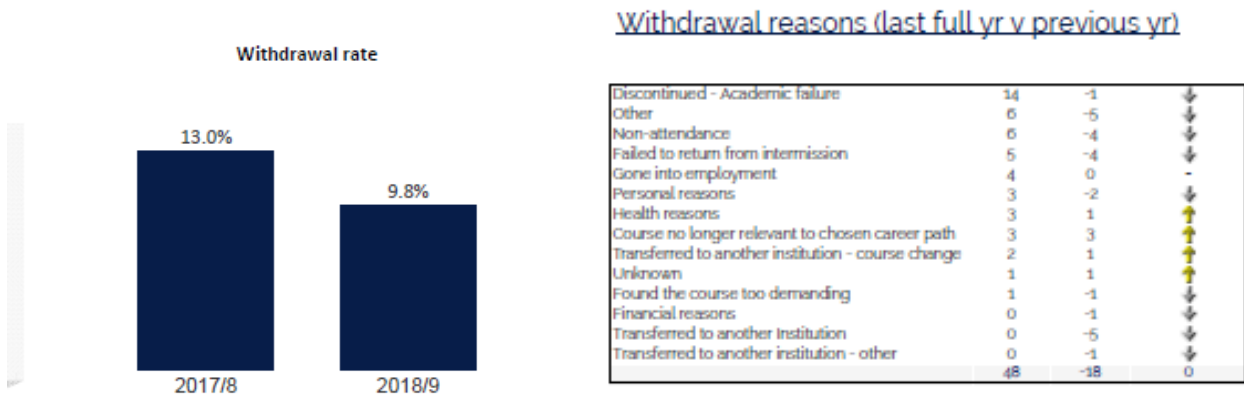 Withdrawal reasons (last full yr v previous yr)
Withdrawal rate
13.0%
9.8%
2017/8
2018/9
Discontinued - Academic failure 14 -1
Other 6 -5
Non-attendance 6 -4
Failed to return from intermission 5 -4
Gone into employment 4 0 -
Personal reasons 3 -2
Health reasons 3 1
Course no longer relevant to chosen career path 3 3
Transferred to another institution - course change 2 1
Unknown 1 1
Found the course too demanding 1 -1
Financial reasons 0 -1
Transferred to another Institution 0 -5
Transferred to another institution - other 0 -1
48 -18 0